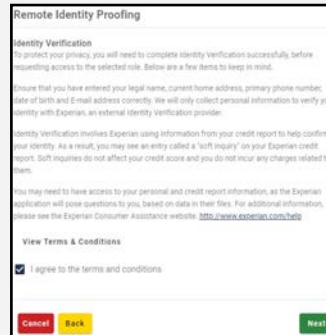 Remote Identity Proofing
Identity Verification
To protect your privacy, you will need to complete Identity Verification successfully, before
requesting access to the selected role. Below are a few items to keep in mind.
Ensure that you have entered your legal name, current home address, primary phone number,
date of birth and E-mail address correctly. We will only collect personal information to verify yo
identity with Experian, an external Identity Verification provider.
Identity Verification involves Experian using information from your credit report to help confirm
your identity. As a result, you may see an entry called a "soft inquiry" on your Experian credit
report. Soft inquiries do not affect your credit score and you do not incur any charges related t
them.
You may need to have access to your personal and credit report information, as the Experian
application will pose questions to you, based on data in their files. For additional information,
please see the Experian Consumer Assistance website. http://www.experian.com/help
View Terms & Conditions
I agree to the terms and conditions
Cancel Back Next